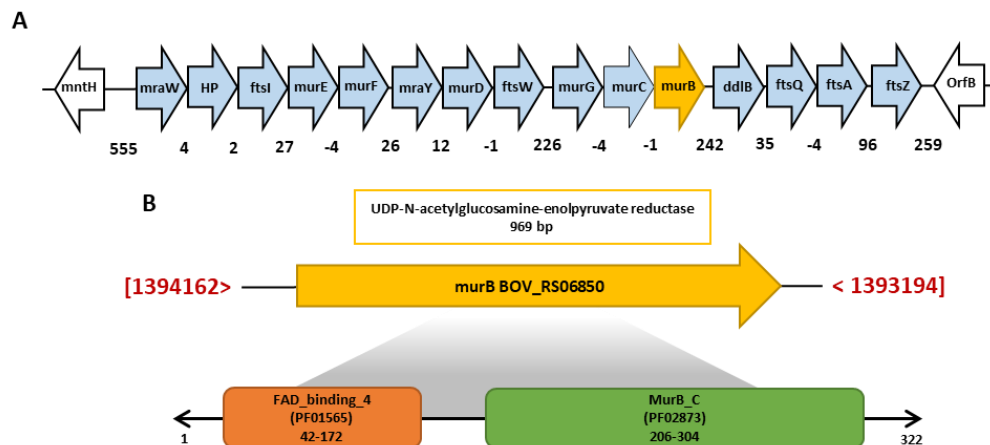 A
mntH mraW HP ftsI murE murF mraY murD ftsW murG murC murB ddlB ftsQ ftsA ftsZ OrfB
555 4 2 27 -4 26 12 -1 226 -4 -1 242 35 -4 96 259
B
UDP-N-acetylglucosamine-enolpyruvate reductase
969 bp
[1394162> murB BOV_RS06850 < 1393194]
FAD_binding_4
(PF01565)
42-172
MurB_C
(PF02873)
206-304
1 322